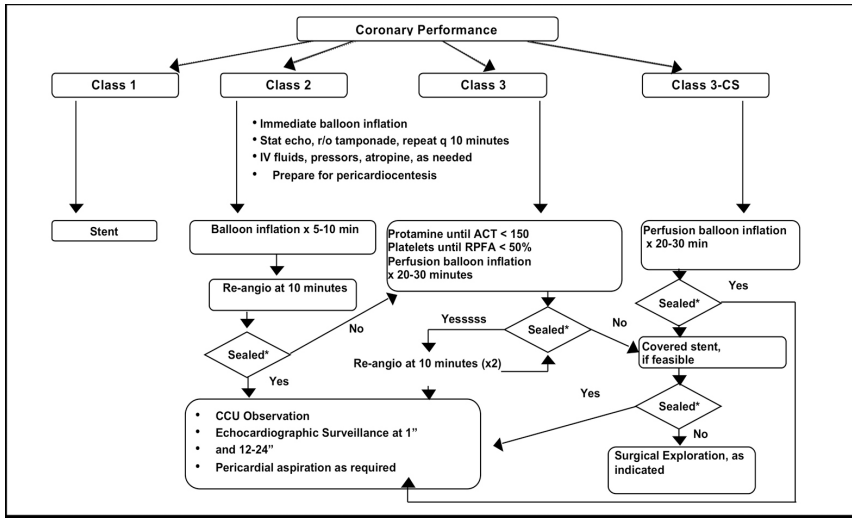 Coronary Performance
Class 1
Class 2
Class 3
Class 3-CS
• Immediate balloon inflation
• Stat echo, r/o tamponade, repeat q 10 minutes
• IV fluids, pressors, atropine, as needed
• Prepare for pericardiocentesis
Stent
Balloon inflation x 5-10 min
Protamine until ACT < 150
Platelets until RPFA < 50%
Perfusion balloon inflation
x 20-30 minutes
Perfusion balloon inflation
x 20-30 min
Re-angio at 10 minutes
Yes
Sealed*
No
Yesssss
Sealed*
No
Sealed*
Yes
Re-angio at 10 minutes (x2)
Covered stent,
if feasible
Yes
Sealed*
No
• CCU Observation
• Echocardiographic Surveillance at 1”
• and 12-24”
• Pericardial aspiration as required
Surgical Exploration, as
indicated